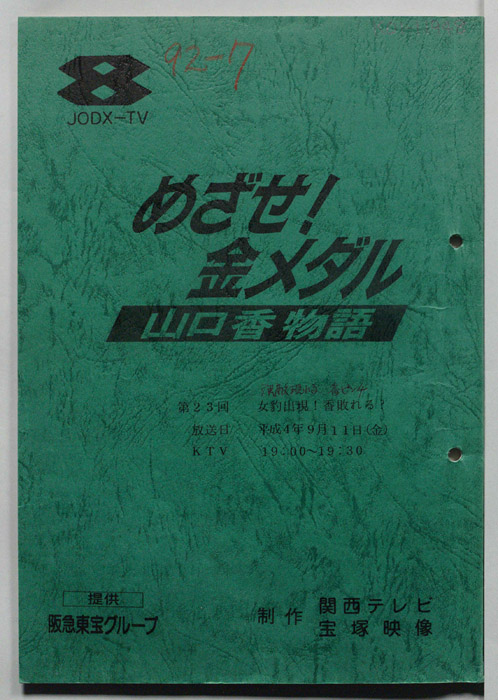 92-7
JODX-TV
めざせ!
金メダル
山口香物語
第23回 女豹出現!香敗れる?
放送日 平成4年9月11日(金)
KTV 19:00~19:30
提供
阪急東宝グループ
制作 関西テレビ
宝塚映像